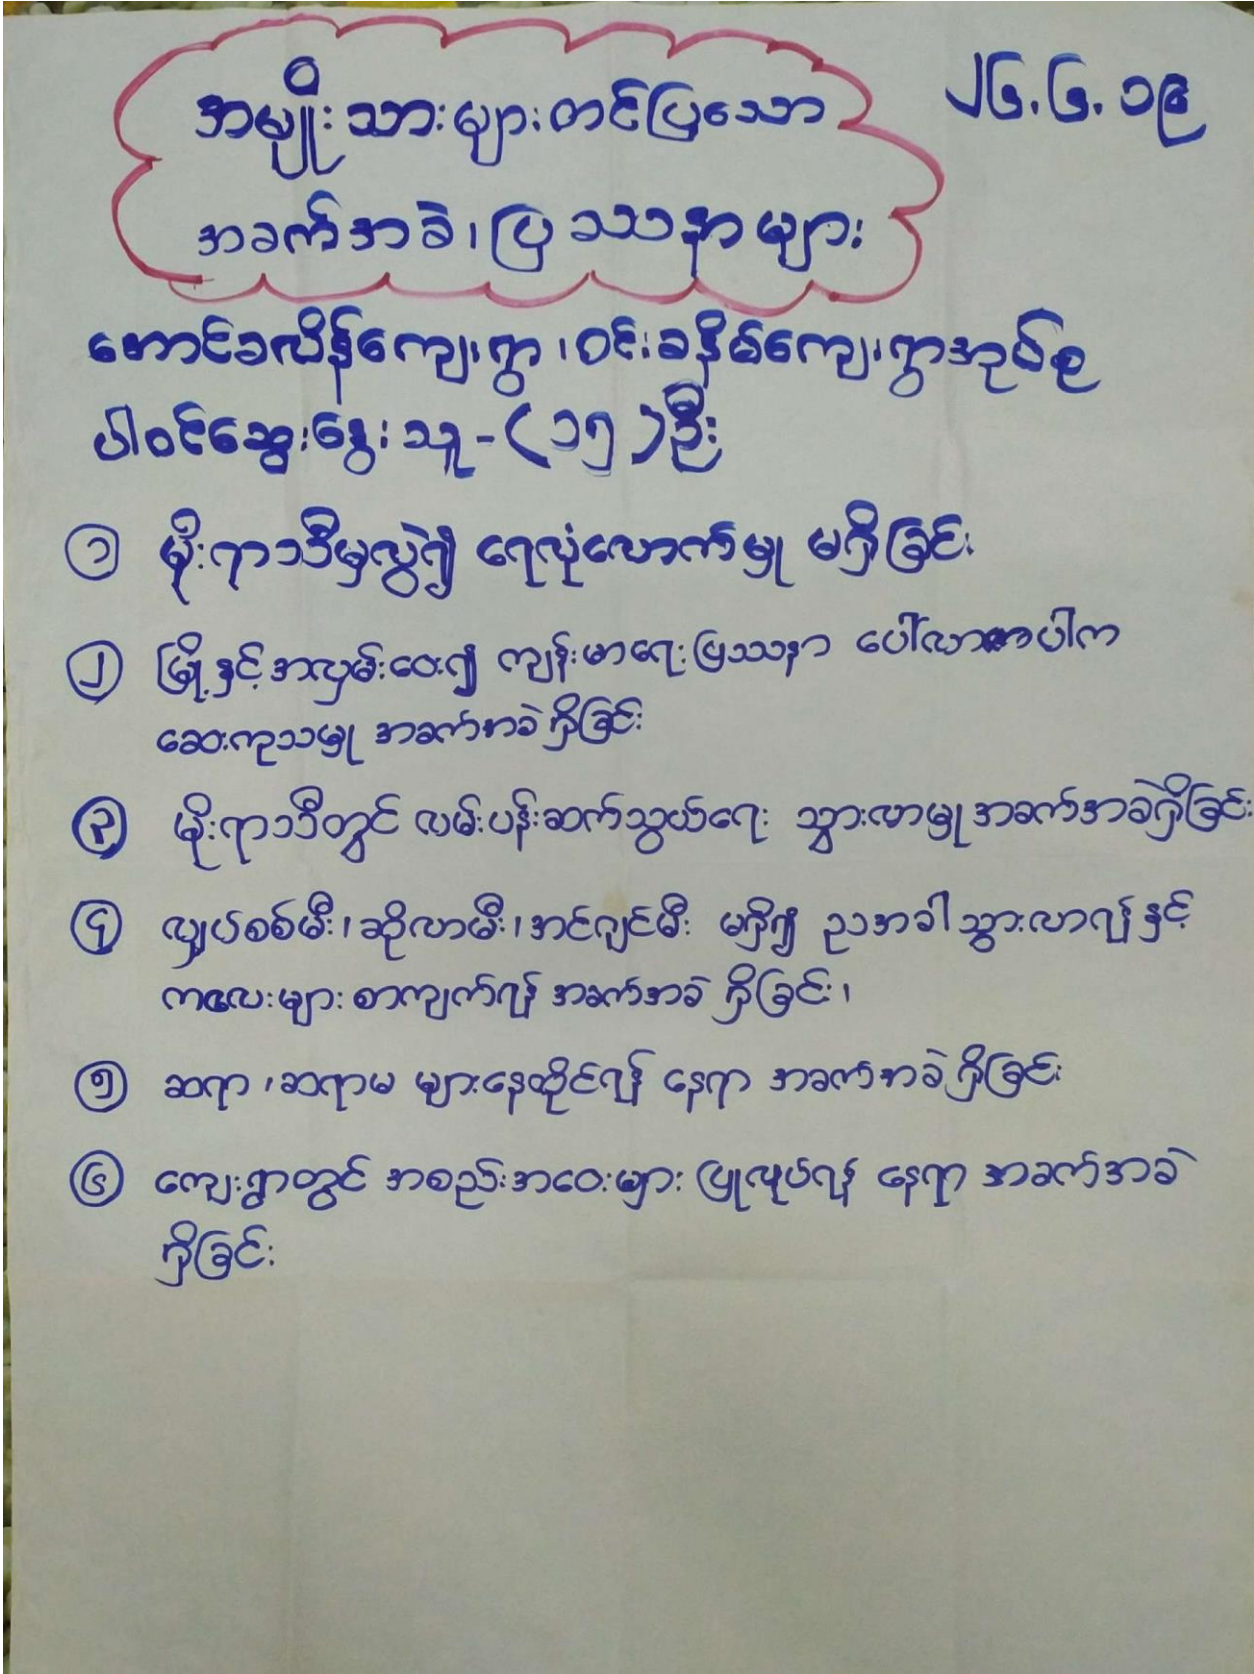 အမျိုးသားများတင်ပြသော
၂၆.၆.၁၉
အခက်အခဲ၊ ပြဿနာများ
တောင်ခလိန်ကျေးရွာ၊ ဝင်းခနိမ်ကျေးရွာအုပ်စု
ပါဝင်ဆွေးနွေးသူ-(၁၅)ဦး
၁ မိုးရာသီမှလွဲ၍ ရေလုံလောက်မှု မရှိခြင်း
၂ မြို့နှင့်အလှမ်းဝေး၍ ကျန်းမာရေးပြဿနာ ပေါ်လာပါက
ဆေးကုသမှု အခက်အခဲရှိခြင်း
၃ မိုးရာသီတွင် လမ်းပန်းဆက်သွယ်ရေး သွားလာမှုအခက်အခဲရှိခြင်း
၄ လျှပ်စစ်မီး၊ ဆိုလာမီး၊ အင်ဂျင်မီး မရှိ၍ ညအခါသွားလာရန်နှင့်
ကလေးများစာကျက်ရန် အခက်အခဲ ရှိခြင်း၊
၅ ဆရာ၊ ဆရာမ များနေထိုင်ရန် နေရာ အခက်အခဲရှိခြင်း
၆ ကျေးရွာတွင် အစည်းအဝေးများ ပြုလုပ်ရန် နေရာ အခက်အခဲ
ရှိခြင်း